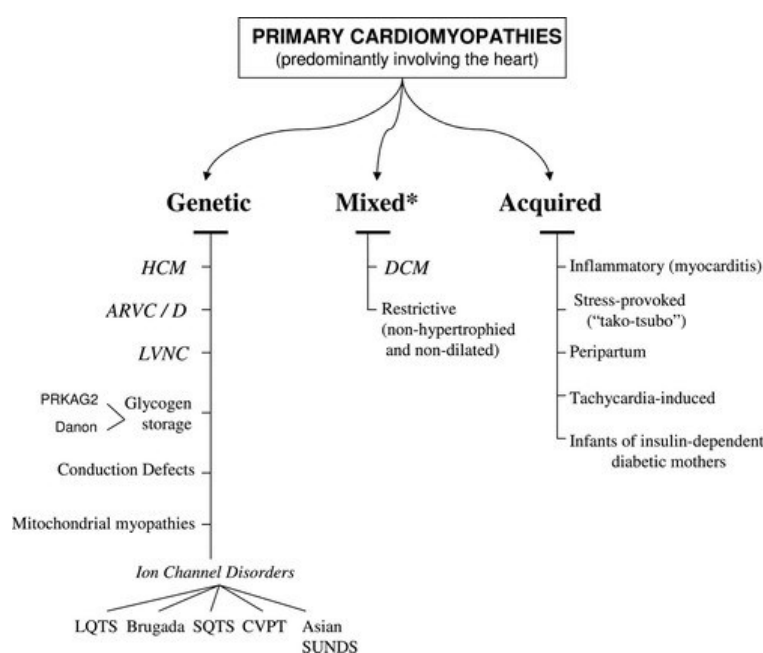 PRIMARY CARDIOMYOPATHIES
(predominantly involving the heart)
Genetic
HCM
ARVC / D
LVNC
PRKAG2
Danon
Glycogen
storage
Conduction Defects
Mitochondrial myopathies
Ion Channel Disorders
LQTS Brugada SQTS CVPT Asian
SUNDS
Mixed*
DCM
Restrictive
(non-hypertrophied
and non-dilated)
Acquired
Inflammatory (myocarditis)
Stress-provoked
(“tako-tsubo”)
Peripartum
Tachycardia-induced
Infants of insulin-dependent
diabetic mothers